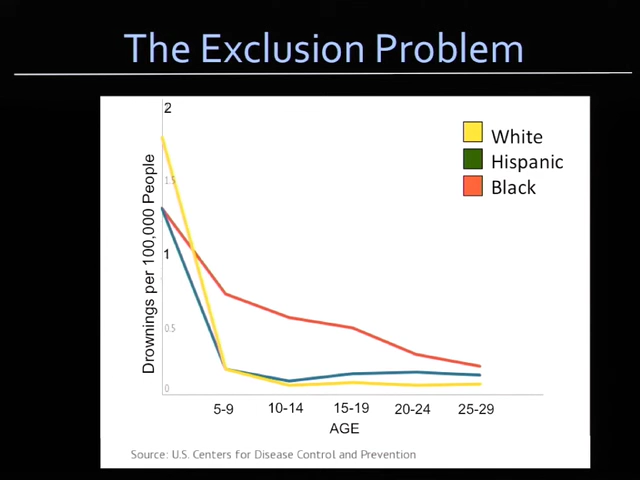 The Exclusion Problem
2
1.5
1
0.5
0
Drownings per 100,000 People
White
Hispanic
Black
5-9 10-14 15-19 20-24 25-29
AGE
Source: U.S. Centers for Disease Control and Prevention